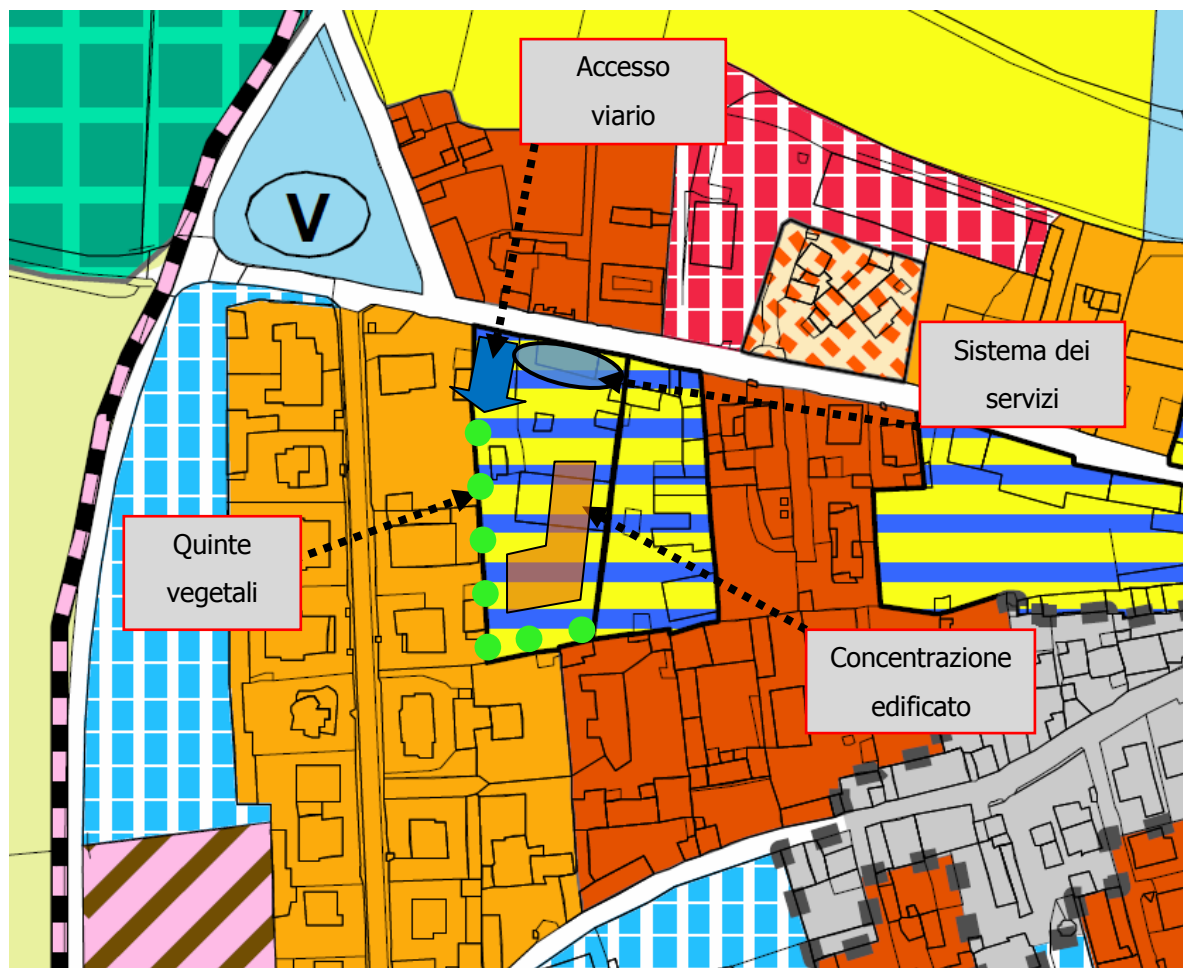 Accesso
viario
V
Sistema dei
servizi
Quinte
vegetali
Concentrazione
edificato